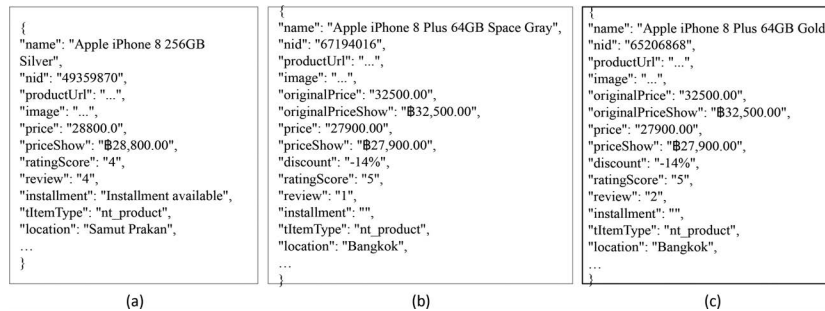 {
"name": "Apple iPhone 8 256GB
Silver",
"nid": "49359870",
"productUrl": "...",
"image": "...",
"price": "28800.0",
"priceShow": "฿28,800.00",
"ratingScore": "4",
"review": "4",
"installment": "Installment available",
"tItemType": "nt_product",
"location": "Samut Prakan",
…
}
(a)
{
"name": "Apple iPhone 8 Plus 64GB Space Gray",
"nid": "67194016",
"productUrl": "...",
"image": "...",
"originalPrice": "32500.00",
"originalPriceShow": "฿32,500.00",
"price": "27900.00",
"priceShow": "฿27,900.00",
"discount": "-14%",
"ratingScore": "5",
"review": "1",
"installment": "",
"tItemType": "nt_product",
"location": "Bangkok",
…
}
(b)
{
"name": "Apple iPhone 8 Plus 64GB Gold
"nid": "65206868",
"productUrl": "...",
"image": "...",
"originalPrice": "32500.00",
"originalPriceShow": "฿32,500.00",
"price": "27900.00",
"priceShow": "฿27,900.00",
"discount": "-14%",
"ratingScore": "5",
"review": "2",
"installment": "",
"tItemType": "nt_product",
"location": "Bangkok",
…
}
(c)